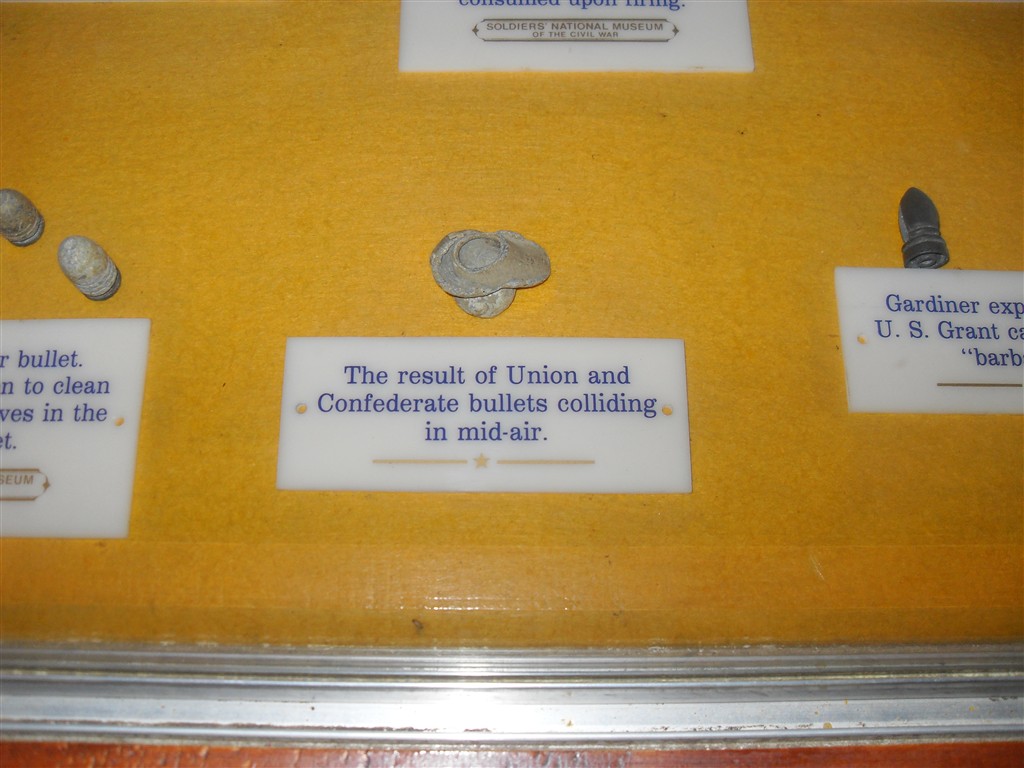 consumed upon firing.
SOLDIERS' NATIONAL MUSEUM
OF THE CIVIL WAR
r bullet.
n to clean
ves in the
et.
SEUM
The result of Union and
Confederate bullets colliding
in mid-air.
Gardiner exp
U. S. Grant ca
"barb